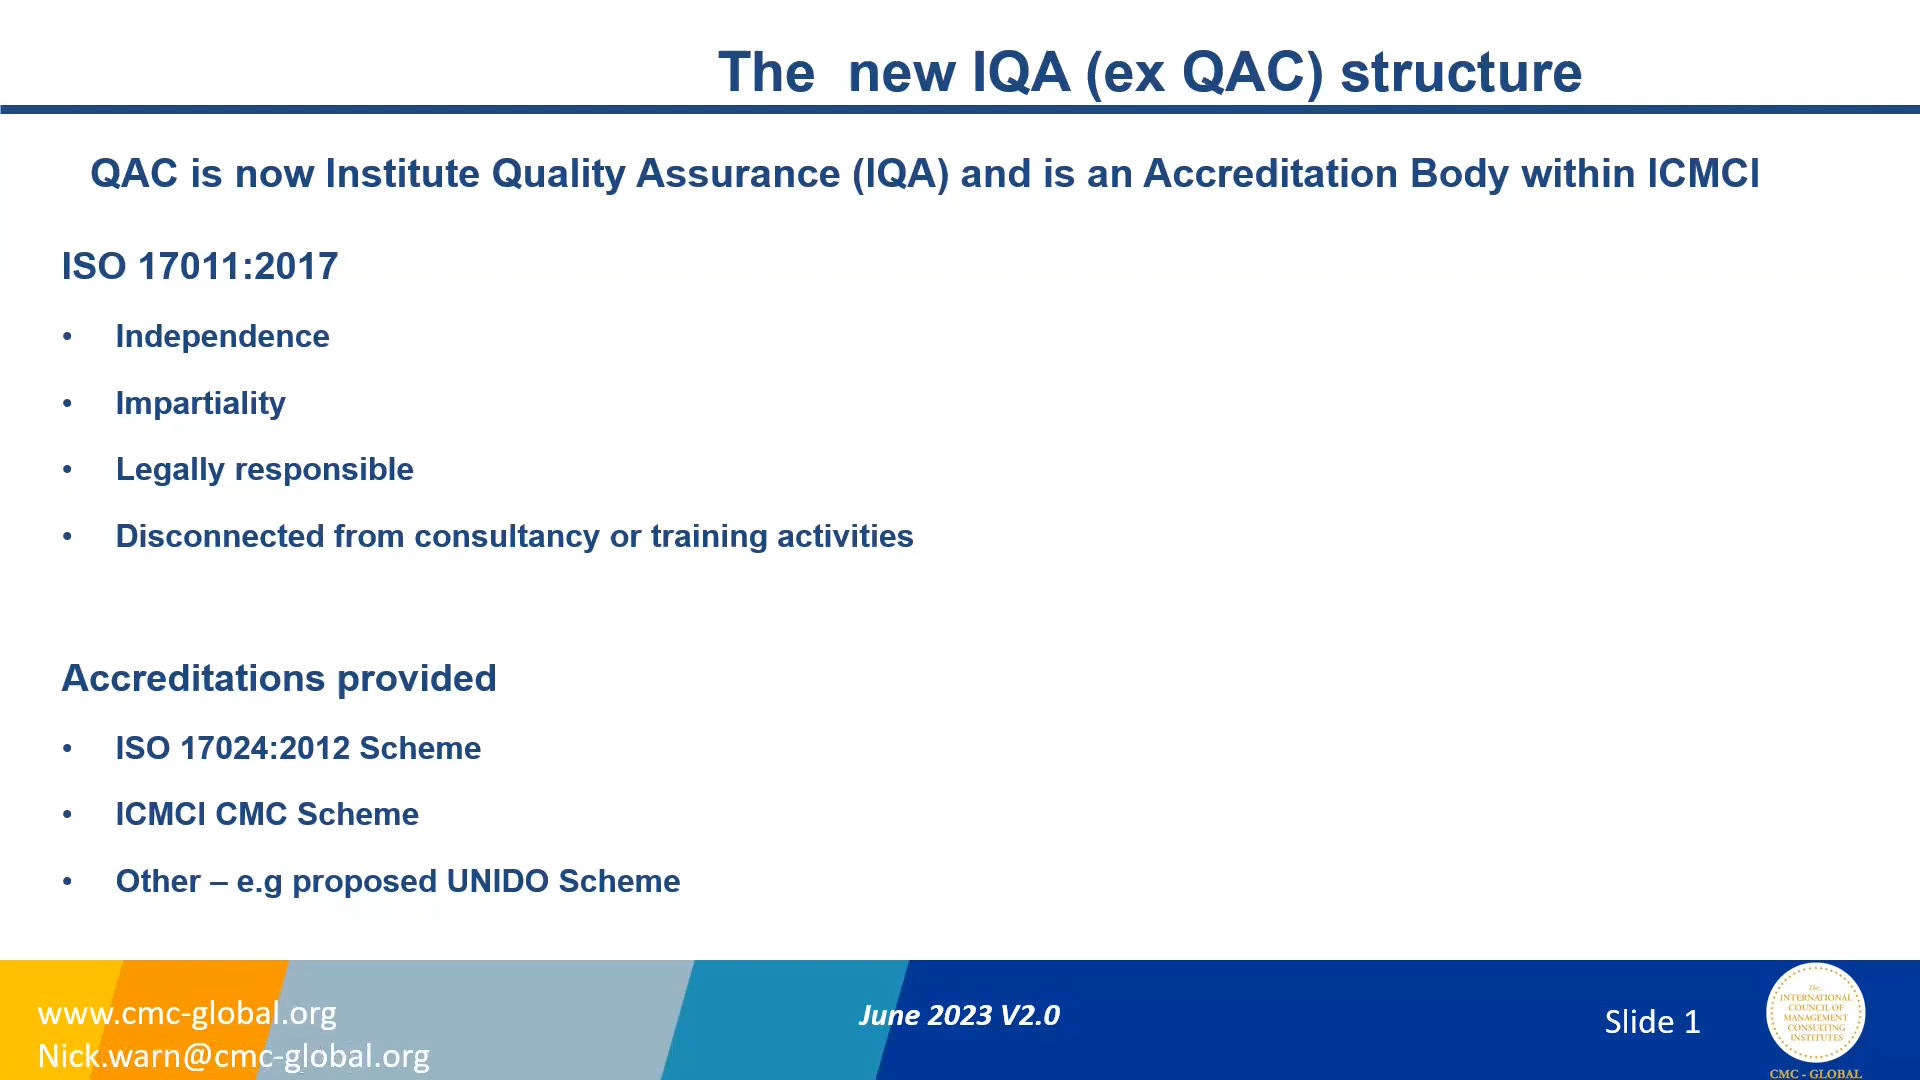 The  new IQA (ex QAC) structure
QAC is now Institute Quality Assurance (IQA) and is an Accreditation Body within ICMCI
ISO 17011:2017
• Independence
• Impartiality
• Legally responsible
• Disconnected from consultancy or training activities
Accreditations provided
• ISO 17024:2012 Scheme
• ICMCI CMC Scheme
• Other – e.g proposed UNIDO Scheme
www.cmc-global.org
Nick.warn@cmc-global.org
June 2023 V2.0
Slide 1
The
INTERNATIONAL
COUNCIL OF
MANAGEMENT
CONSULTING
INSTITUTES
CMC - GLOBAL